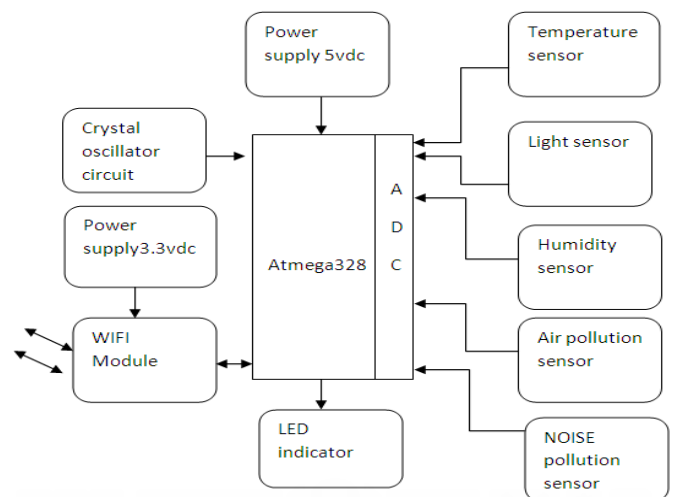 Power
supply 5vdc
Temperature
sensor
Crystal
oscillator
circuit
Light sensor
Power
supply3.3vdc
A
D
C
Atmega328
Humidity
sensor
WIFI
Module
Air pollution
sensor
LED
indicator
NOISE
pollution
sensor